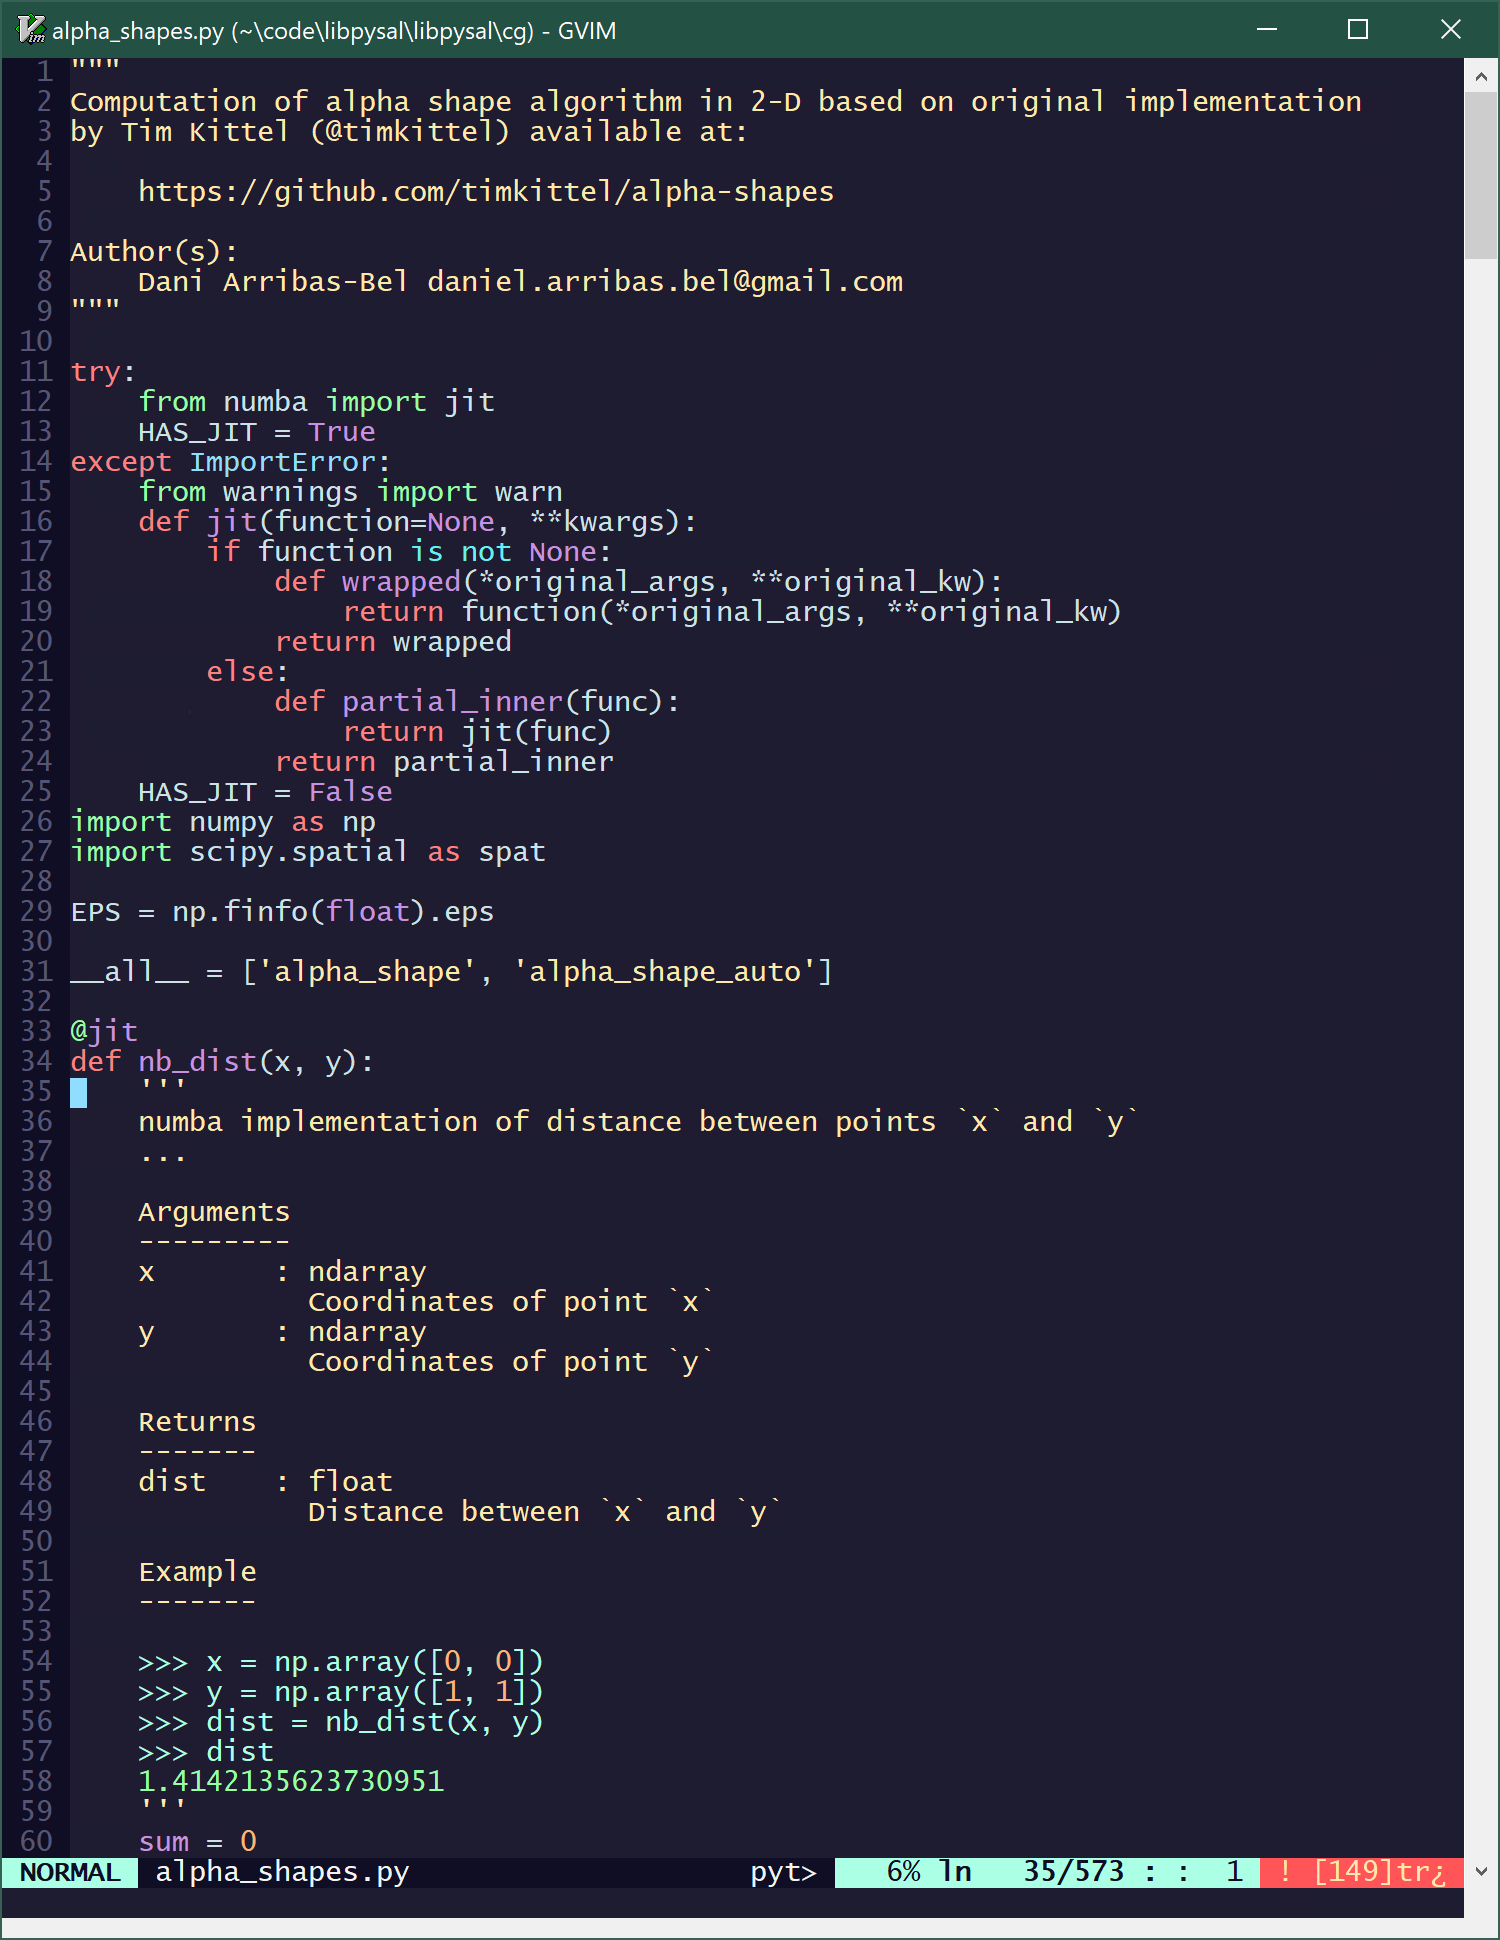 alpha_shapes.py (~\code\libpysal\libpysal\cg) - GVIM
1 """
2 Computation of alpha shape algorithm in 2-D based on original implementation
3 by Tim Kittel (@timkittel) available at:
4
5     https://github.com/timkittel/alpha-shapes
6
7 Author(s):
8     Dani Arribas-Bel daniel.arribas.bel@gmail.com
9 """
10
11 try:
12     from numba import jit
13     HAS_JIT = True
14 except ImportError:
15     from warnings import warn
16     def jit(function=None, **kwargs):
17         if function is not None:
18             def wrapped(*original_args, **original_kw):
19                 return function(*original_args, **original_kw)
20             return wrapped
21         else:
22             def partial_inner(func):
23                 return jit(func)
24             return partial_inner
25     HAS_JIT = False
26 import numpy as np
27 import scipy.spatial as spat
28
29 EPS = np.finfo(float).eps
30
31 __all__ = ['alpha_shape', 'alpha_shape_auto']
32
33 @jit
34 def nb_dist(x, y):
35     '''
36     numba implementation of distance between points `x` and `y`
37     ...
38
39     Arguments
40     ---------
41     x       : ndarray
42               Coordinates of point `x`
43     y       : ndarray
44               Coordinates of point `y`
45
46     Returns
47     -------
48     dist    : float
49               Distance between `x` and `y`
50
51     Example
52     -------
53
54     >>> x = np.array([0, 0])
55     >>> y = np.array([1, 1])
56     >>> dist = nb_dist(x, y)
57     >>> dist
58     1.4142135623730951
59     '''
60     sum = 0
NORMAL alpha_shapes.py pyt> 6% ln 35/573 : : 1 ! [149]tr¿